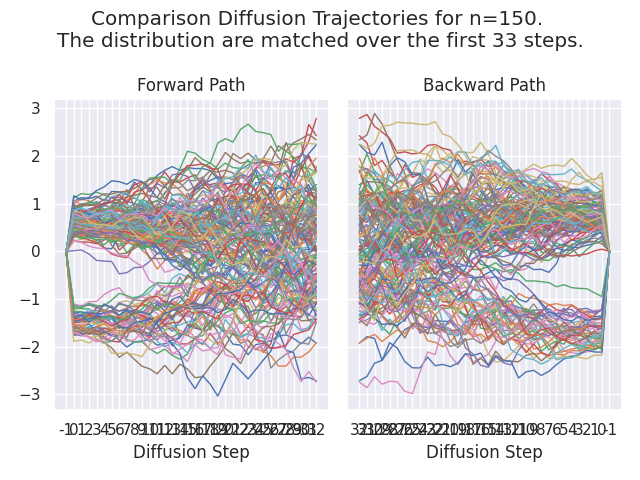 Comparison Diffusion Trajectories for n=150.
The distribution are matched over the first 33 steps.
Forward Path
Backward Path
3
2
1
0
−1
−2
−3
Diffusion Step
Diffusion Step